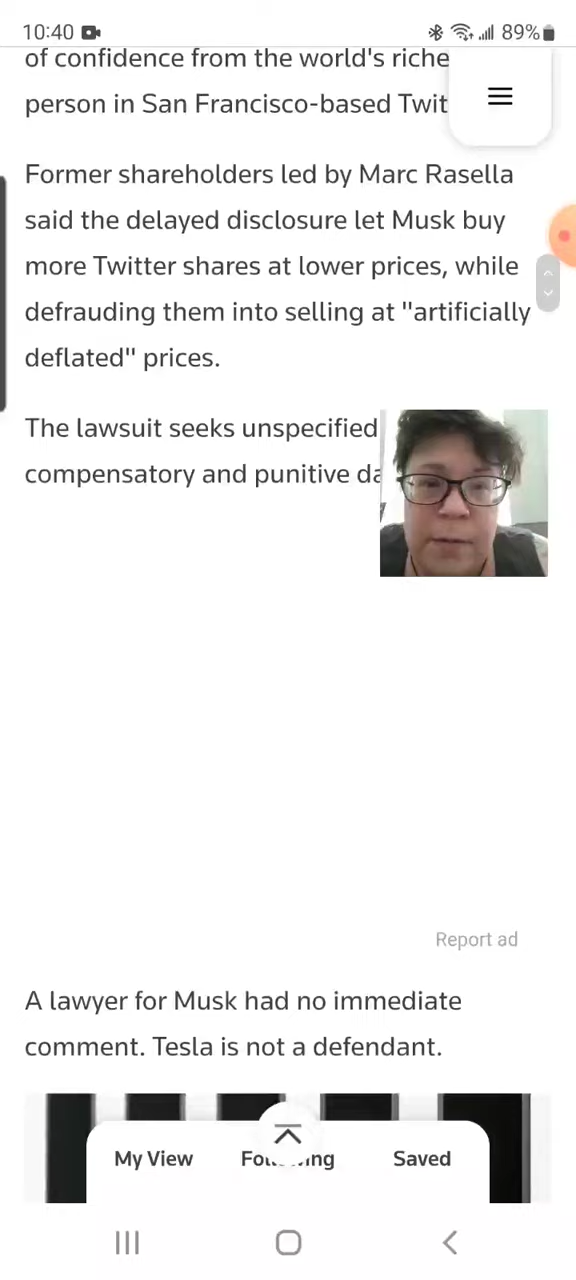 10:40 89%
of confidence from the world's riche
person in San Francisco-based Twit
Former shareholders led by Marc Rasella
said the delayed disclosure let Musk buy
more Twitter shares at lower prices, while
defrauding them into selling at "artificially
deflated" prices.
The lawsuit seeks unspecified
compensatory and punitive da
Report ad
A lawyer for Musk had no immediate
comment. Tesla is not a defendant.
My View Following Saved